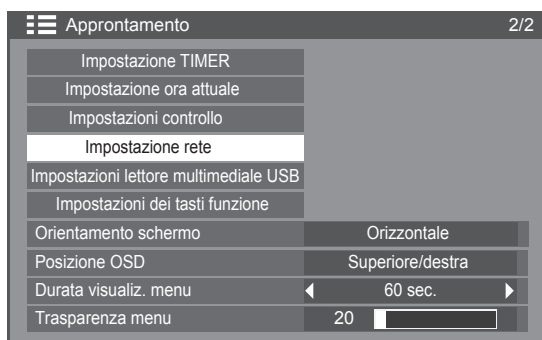 Approntamento 2/2
Impostazione TIMER
Impostazione ora attuale
Impostazioni controllo
Impostazione rete
Impostazioni lettore multimediale USB
Impostazioni dei tasti funzione
Orientamento schermo Orizzontale
Posizione OSD Superiore/destra
Durata visualiz. menu 60 sec.
Trasparenza menu 20